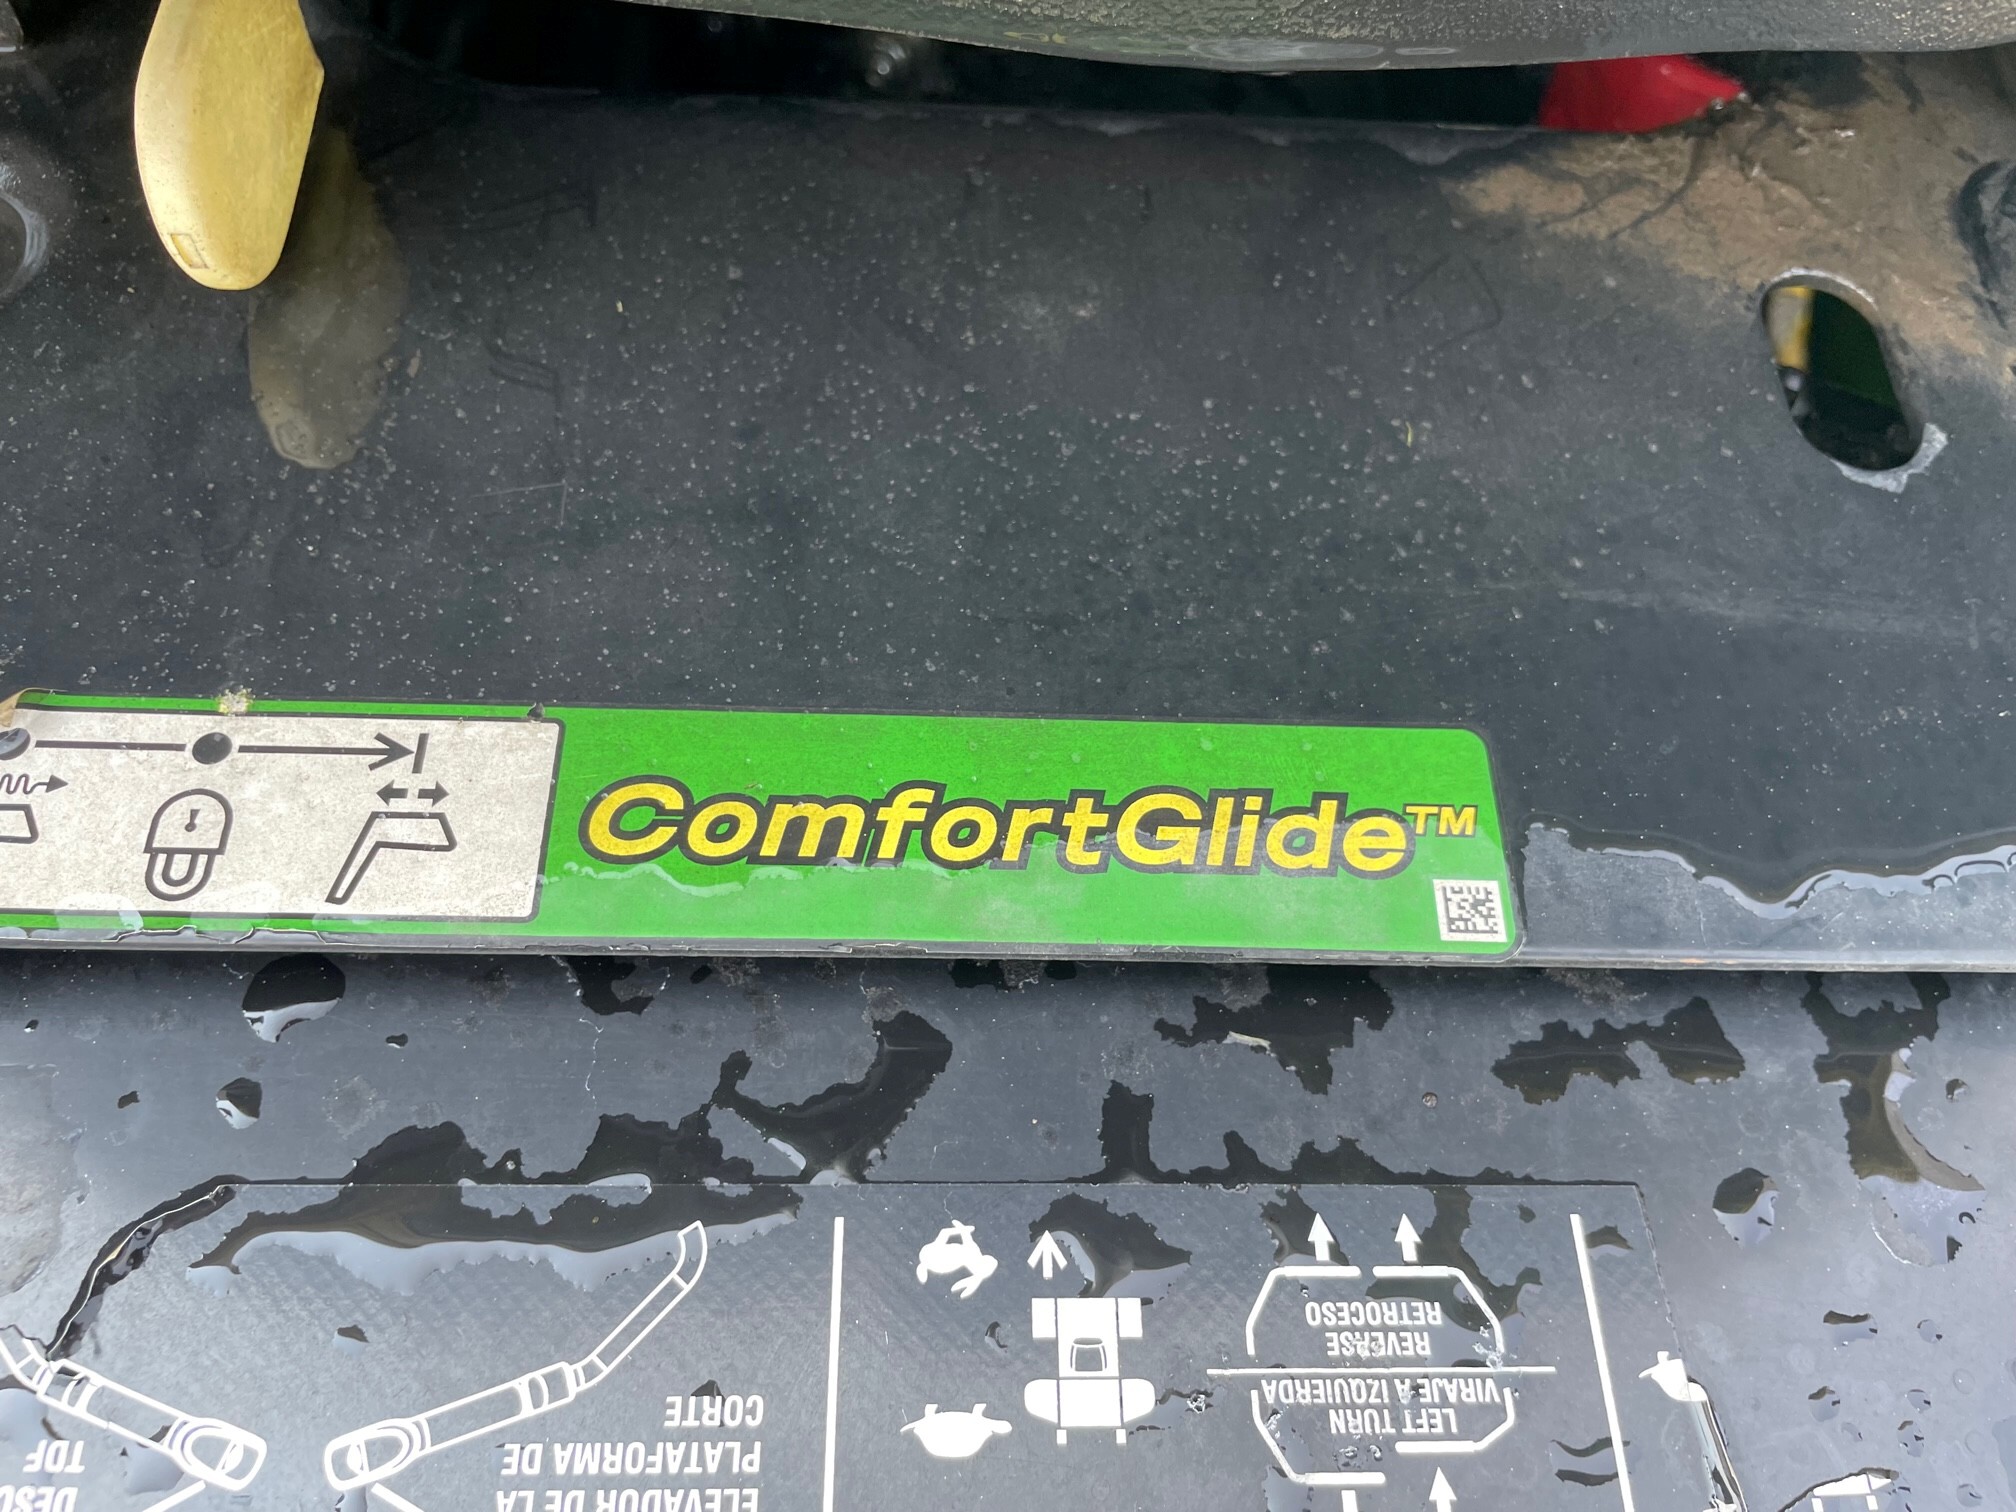 ComfortGlide™
REVERSE
RETROCESO
LEFT TURN
VIRAJE A IZQUIERDA
ELEVADOR DE LA
PLATAFORMA DE
CORTE
TDF